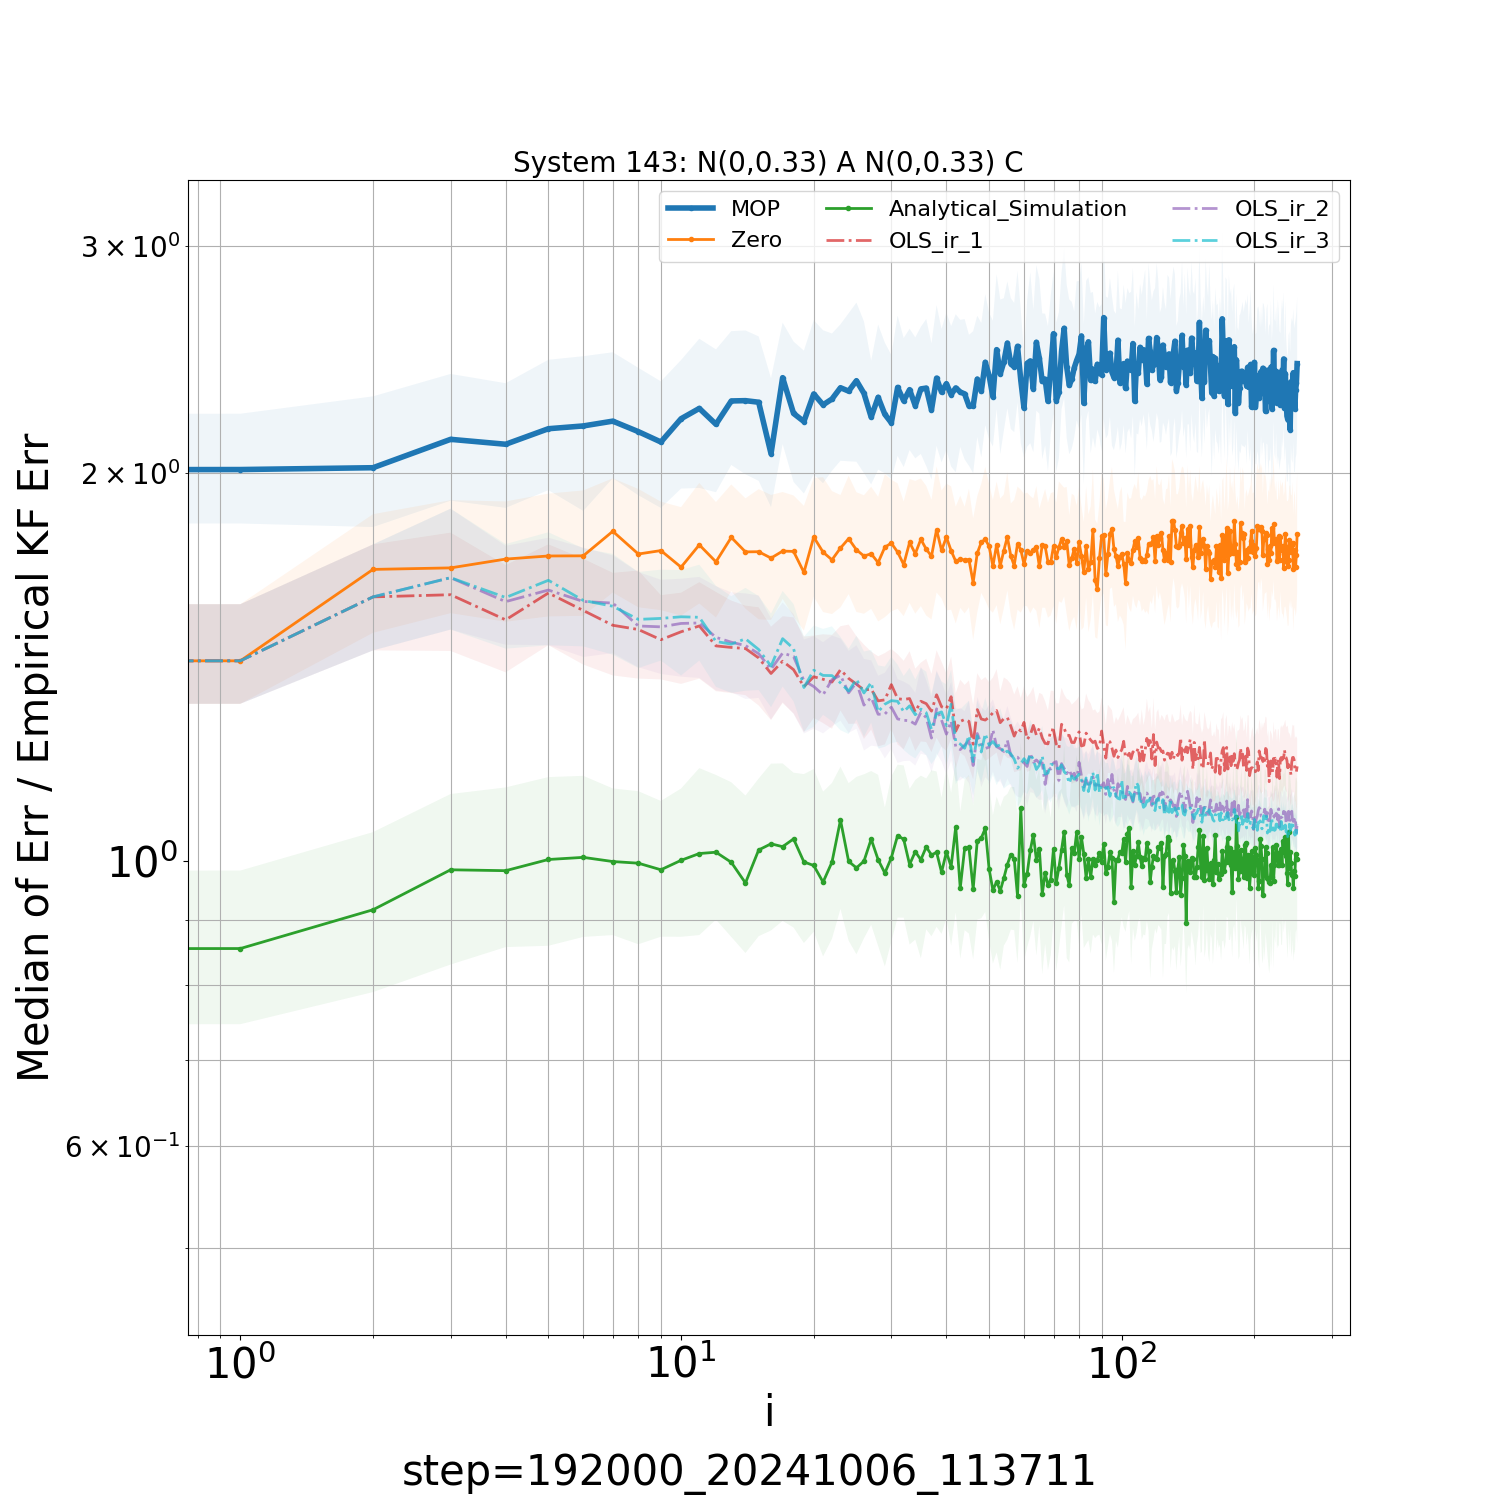 System 143: N(0,0.33) A N(0,0.33) C
MOP
Zero
Analytical_Simulation
OLS_ir_1
OLS_ir_2
OLS_ir_3
3 × 10⁰
2 × 10⁰
10⁰
6 × 10⁻¹
Median of Err / Empirical KF Err
10⁰ 10¹ 10²
i
step=192000_20241006_113711